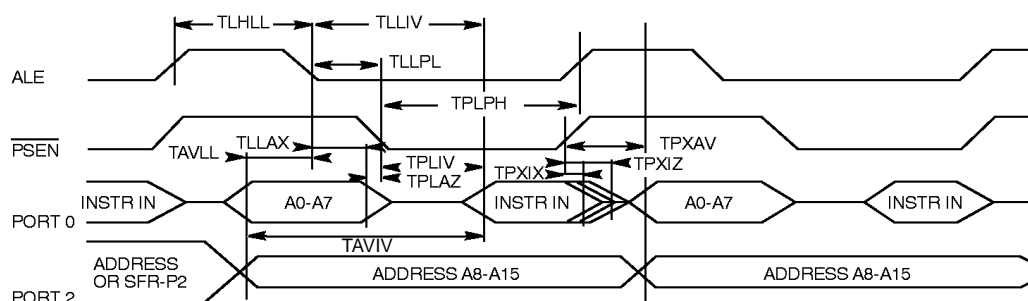 TLHLL
TLLIV
ALE
TLLPL
TPLPH
PSEN
TLLAX
TPXAV
TAVLL
TPLIV
TPXIZ
TPLAZ
TPXIX
PORT 0
INSTR IN
A0-A7
INSTR IN
A0-A7
INSTR IN
TAVIV
PORT 2
ADDRESS
OR SFR-P2
ADDRESS A8-A15
ADDRESS A8-A15